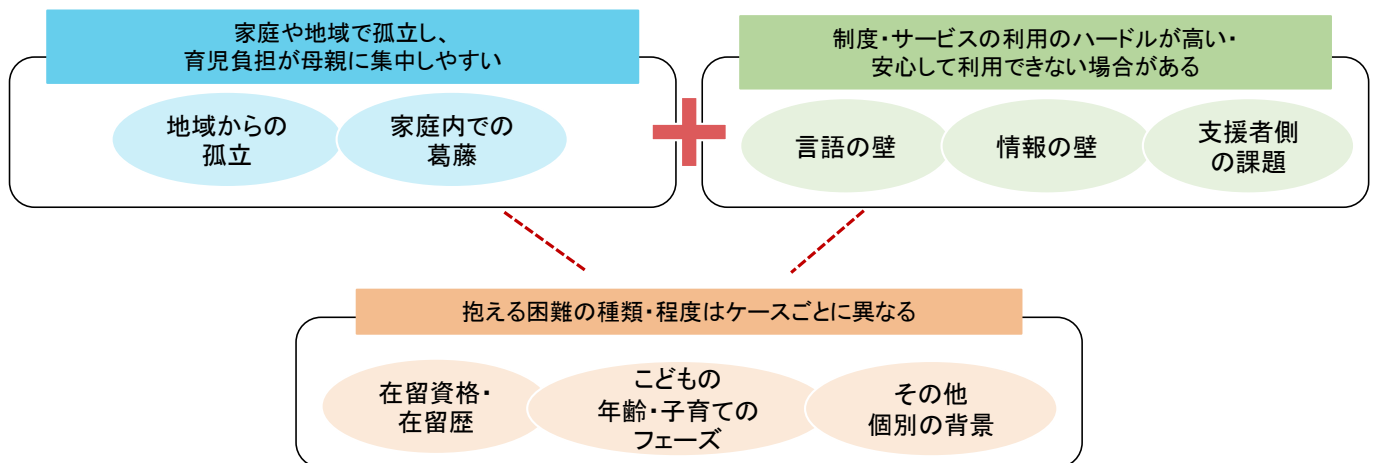 家庭や地域で孤立し、
育児負担が母親に集中しやすい
地域からの
孤立
家庭内での
葛藤
制度・サービスの利用のハードルが高い・
安心して利用できない場合がある
言語の壁
情報の壁
支援者側
の課題
抱える困難の種類・程度はケースごとに異なる
在留資格・
在留歴
こどもの
年齢・子育ての
フェーズ
その他
個別の背景